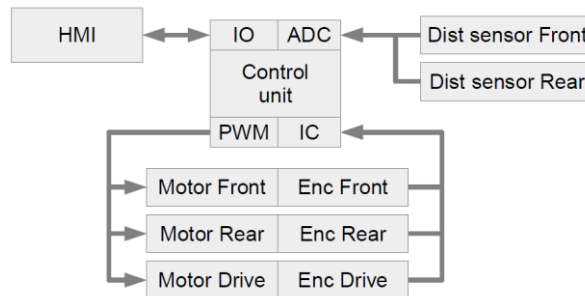 HMI
IO ADC
Dist sensor Front
Control
unit
Dist sensor Rear
PWM IC
Motor Front Enc Front
Motor Rear Enc Rear
Motor Drive Enc Drive